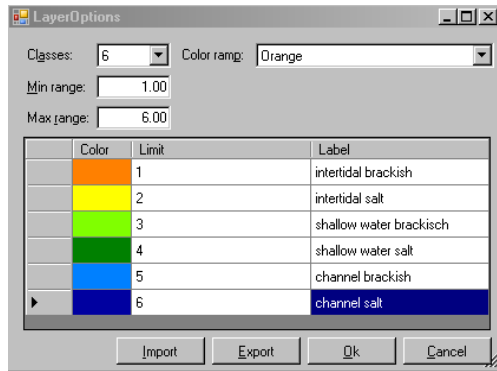 LayerOptions
Classes: 6 Color ramp: Orange
Min range: 1.00
Max range: 6.00
Color Limit Label
1 intertidal brackish
2 intertidal salt
3 shallow water brackisch
4 shallow water salt
5 channel brackish
6 channel salt
Import Export Ok Cancel